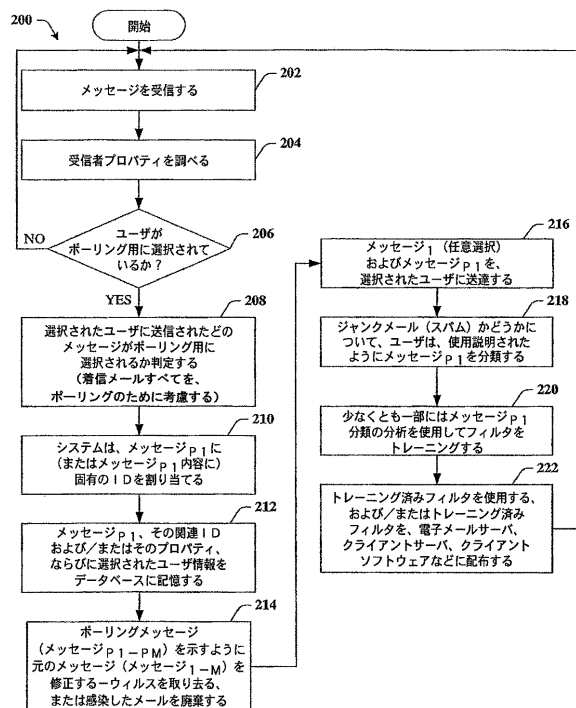 200
開始
メッセージを受信する
202
受信者プロパティを調べる
204
ユーザが
ポーリング用に選択されて
いるか?
206
NO
YES
選択されたユーザに送信されたどの
メッセージがポーリング用に
選択されるか判定する
(着信メールすべてを、
ポーリングのために考慮する)
208
システムは、メッセージP1に
(またはメッセージP1内容に)
固有のIDを割り当てる
210
メッセージP1、その関連ID
および/またはそのプロパティ、
ならびに選択されたユーザ情報を
データベースに記憶する
212
ポーリングメッセージ
(メッセージP1-PM)を示すように
元のメッセージ(メッセージ1-M)を
修正するーウィルスを取り去る、
または感染したメールを廃棄する
214
メッセージ1(任意選択)
およびメッセージP1を、
選択されたユーザに送達する
216
ジャンクメール(スパム)かどうかに
ついて、ユーザは、使用説明された
ようにメッセージP1を分類する
218
少なくとも一部にはメッセージP1
分類の分析を使用してフィルタを
トレーニングする
220
トレーニング済みフィルタを使用する、
および/またはトレーニング済み
フィルタを、電子メールサーバ、
クライアントサーバ、クライアント
ソフトウェアなどに配布する
222